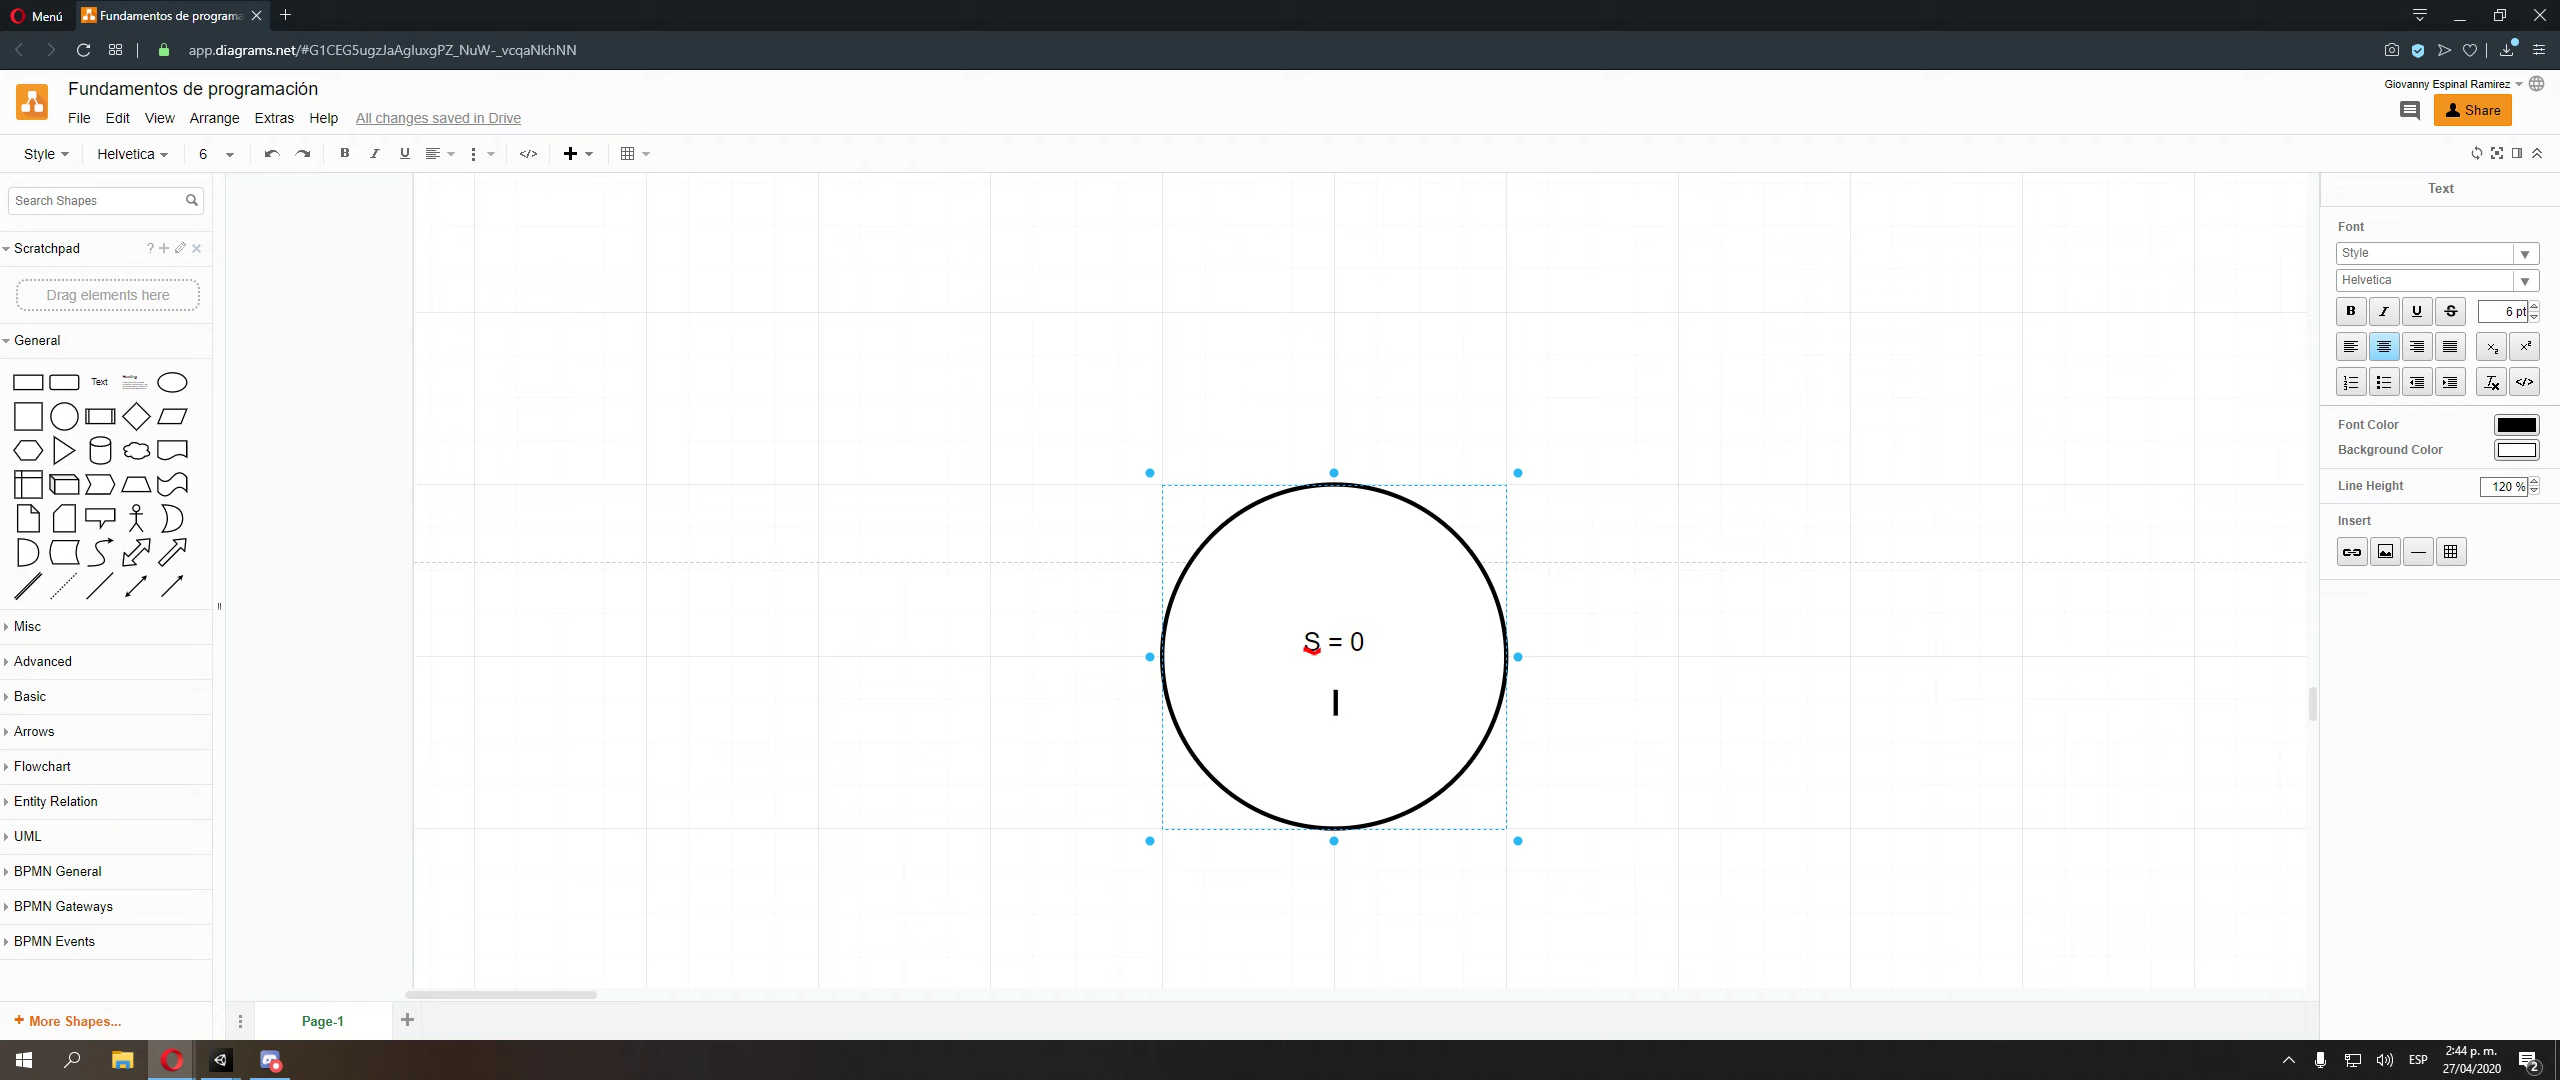 Menú
Fundamentos de programa
app.diagrams.net/#G1CEG5ugzJaAgluxgPZ_NuW-_vcqaNkhNN
Fundamentos de programación
Giovanny Espinal Ramirez
File Edit View Arrange Extras Help All changes saved in Drive
Share
Style Helvetica 6 B I U
Text
Search Shapes
Font
Scratchpad ?
Style
Drag elements here
Helvetica
B I U S 6 pt
General
Text
Heading
Font Color
Background Color
Line Height 120 %
Insert
S = 0
Misc
Advanced
Basic
Arrows
Flowchart
Entity Relation
UML
BPMN General
BPMN Gateways
BPMN Events
+ More Shapes...
Page-1
ESP
2:44 p. m.
27/04/2020
2